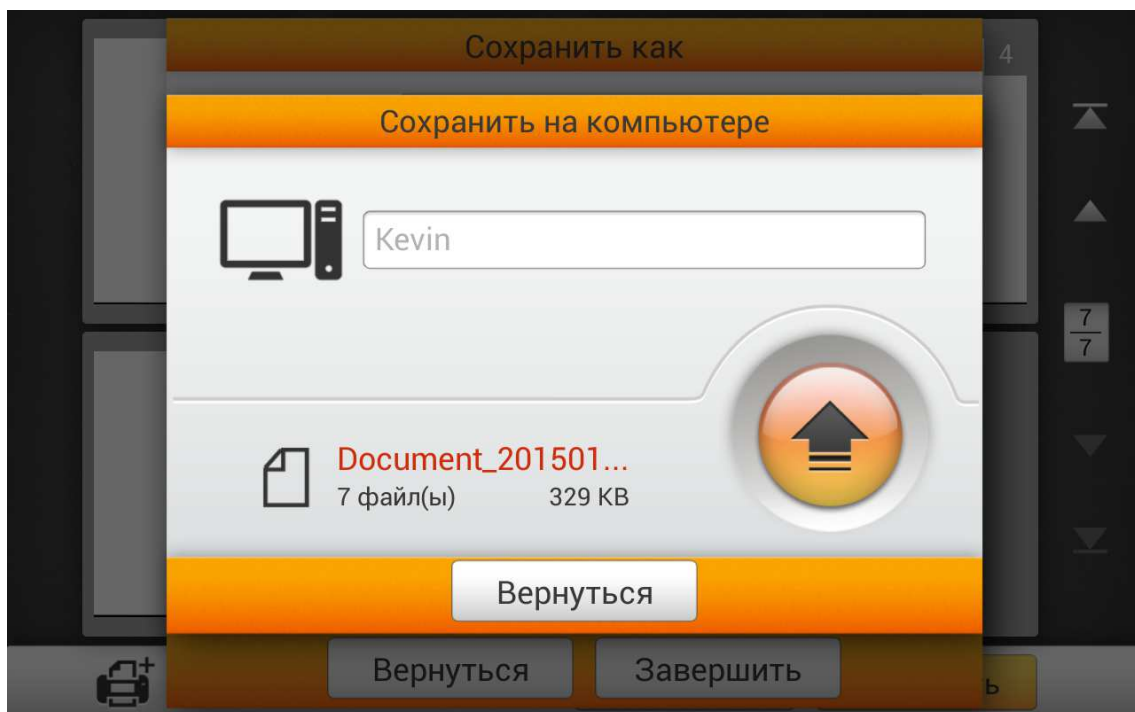 Сохранить как
4
Сохранить на компьютере
Kevin
7
7
Document_201501...
7 файл(ы) 329 KB
Вернуться
Вернуться Завершить